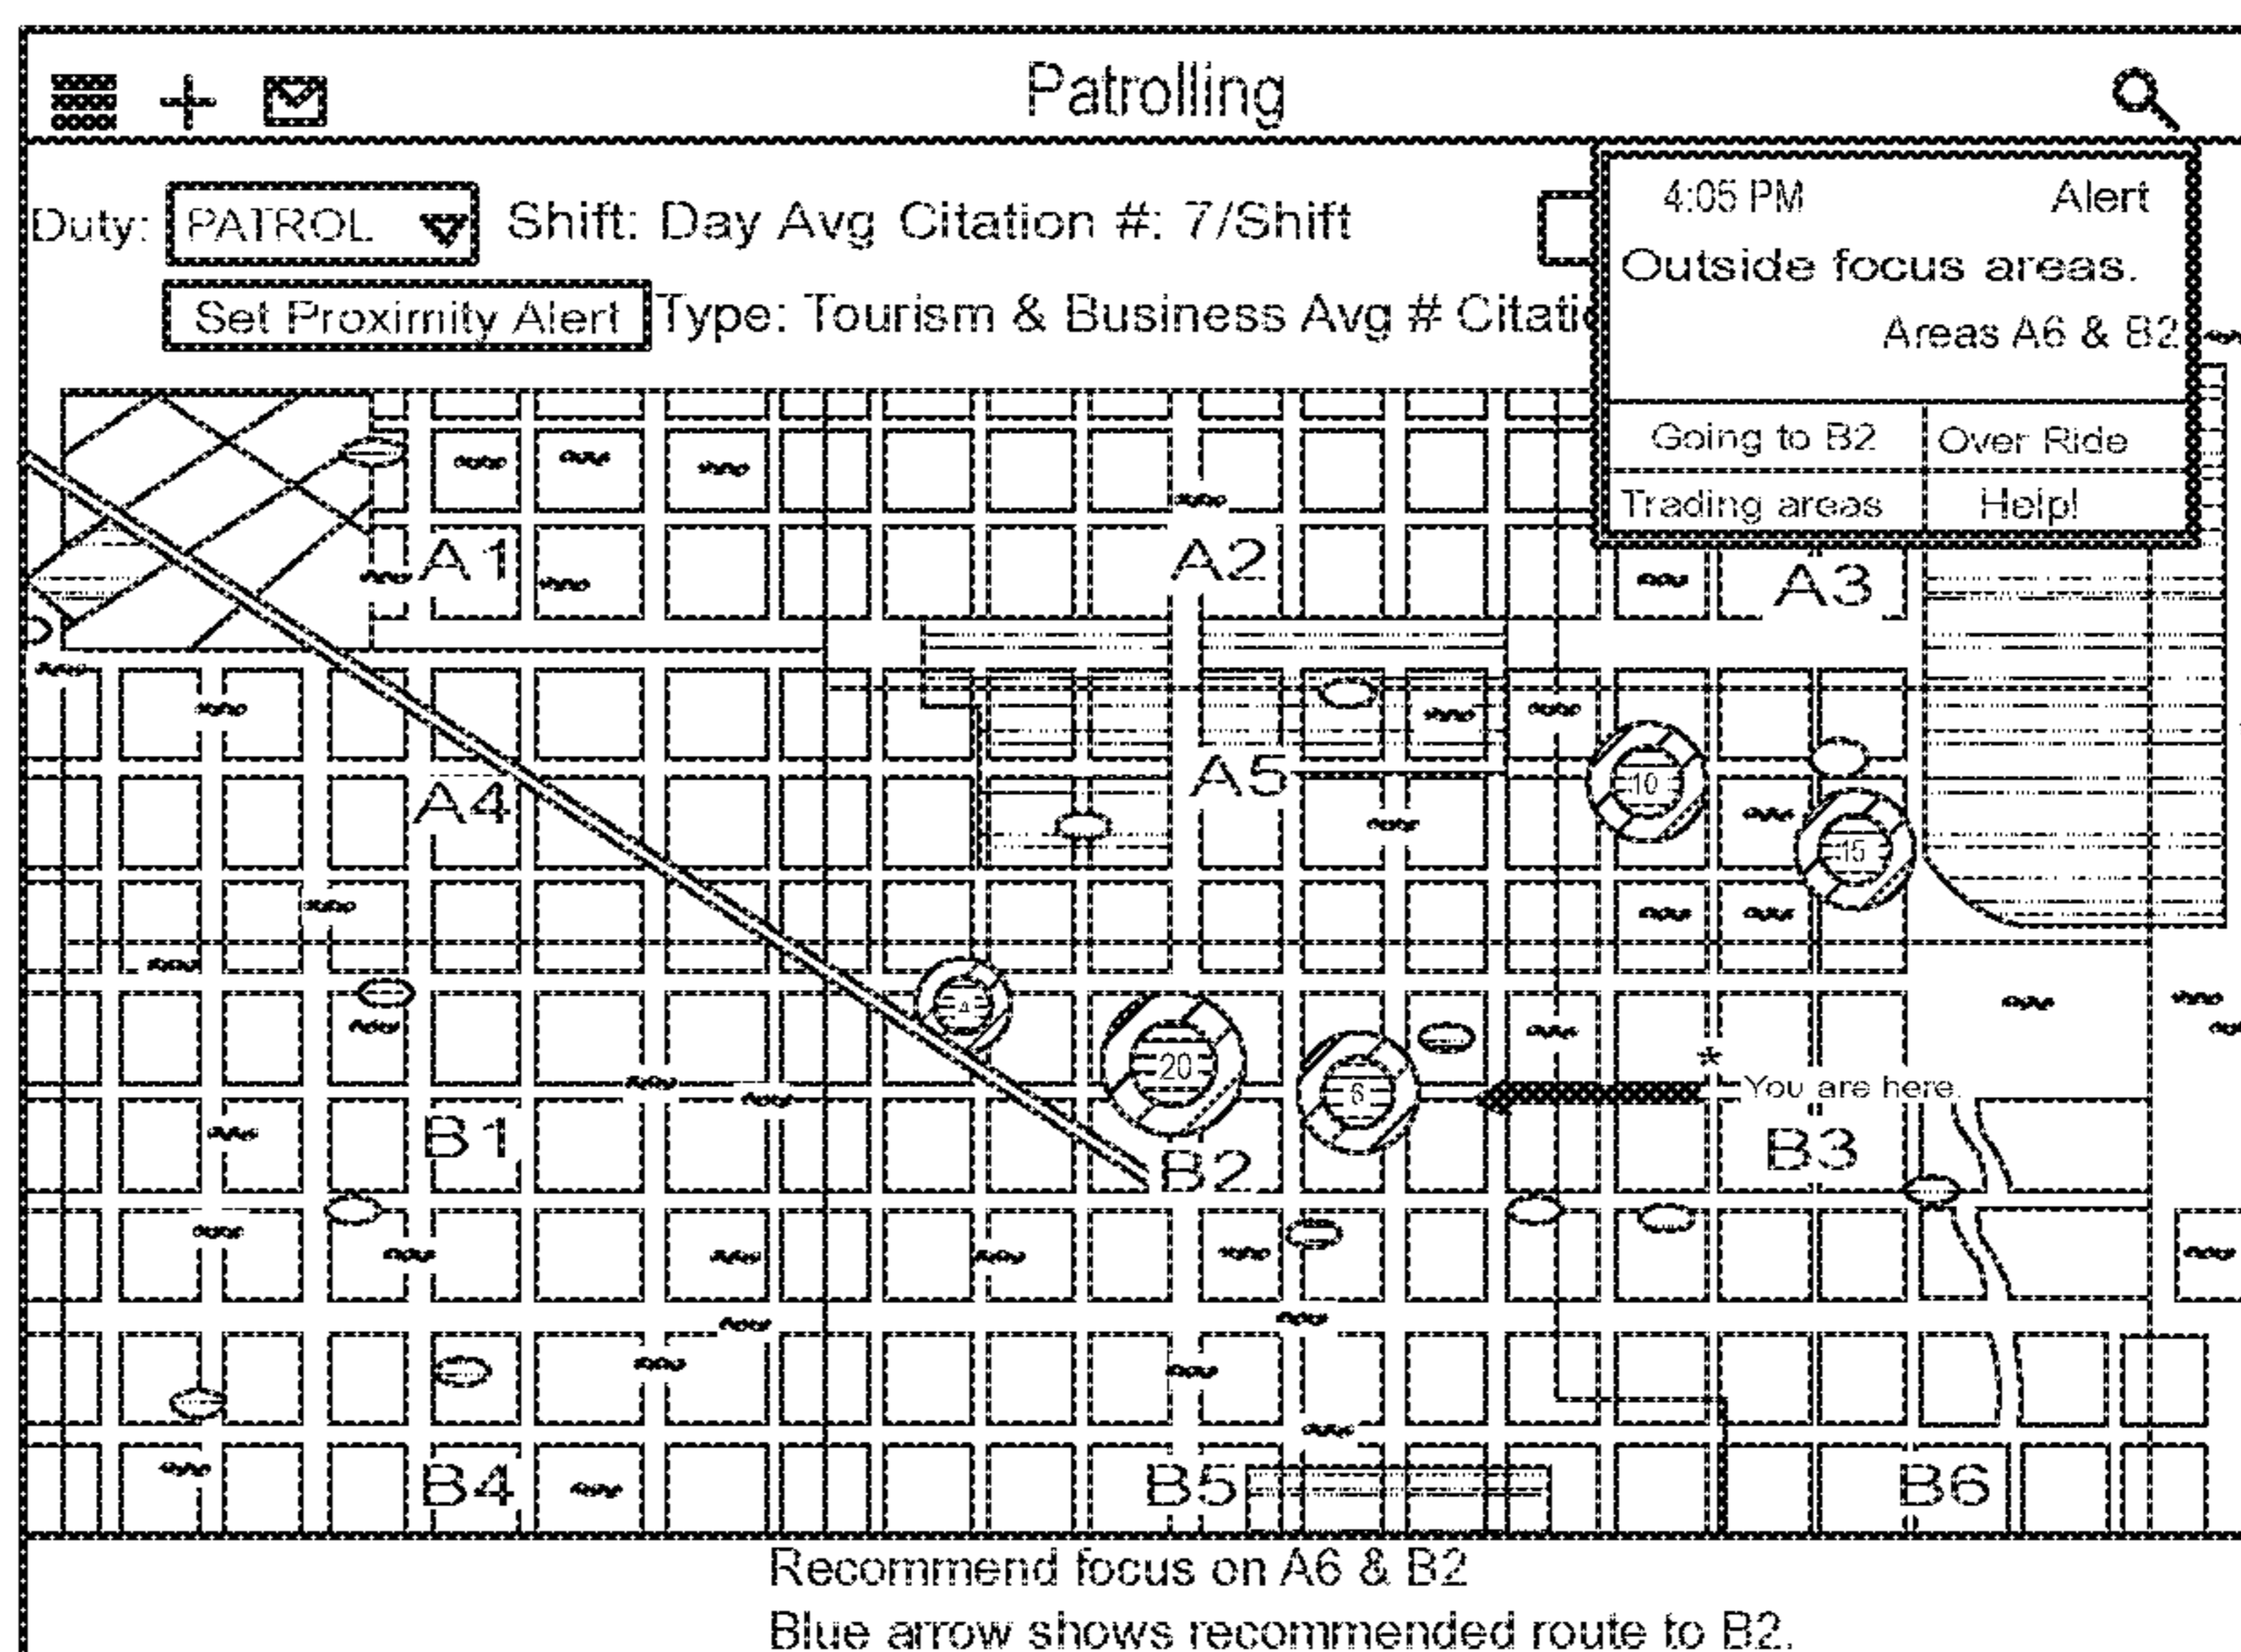 Patrolling
Duty: PATROL Shift: Day Avg Citation #: 7/Shift
Set Proximity Alert Type: Tourism & Business Avg # Citatio
4:05 PM Alert
Outside focus areas.
Areas A6 & B2
Going to B2 Over Ride
Trading areas Help!
A1 A2 A3
A4 A5
10
15
4
20
6
*
You are here.
B1 B2 B3
B4 B5 B6
Recommend focus on A6 & B2
Blue arrow shows recommended route to B2.